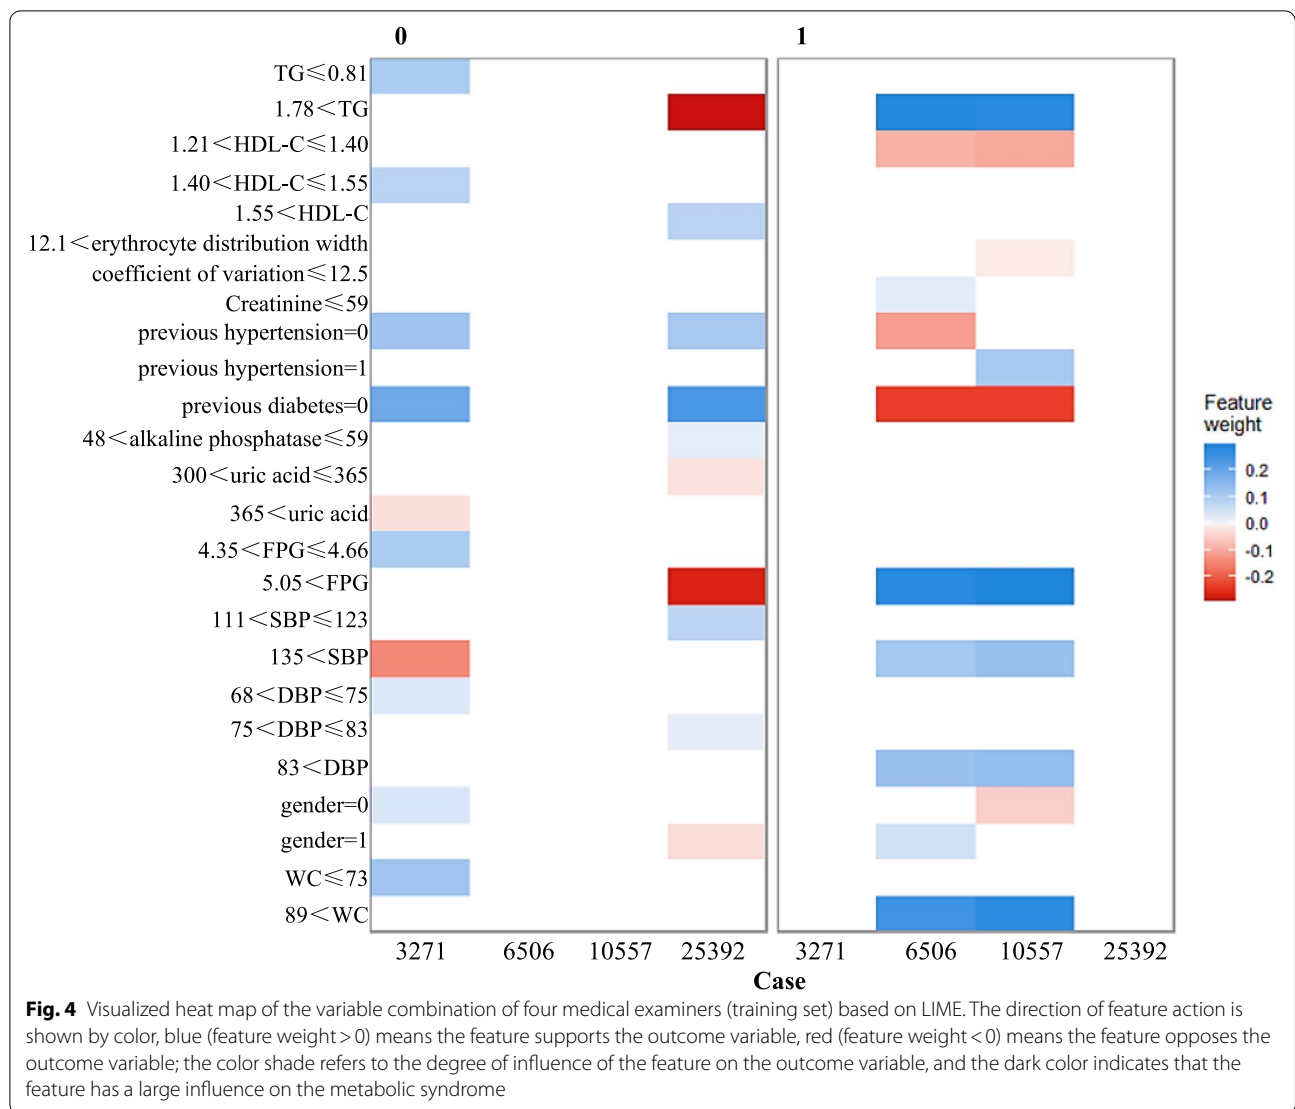 0 1
TG≤0.81
1.78<TG
1.21<HDL-C≤1.40
1.40<HDL-C≤1.55
1.55<HDL-C
12.1<erythrocyte distribution width
coefficient of variation≤12.5
Creatinine≤59
previous hypertension=0
previous hypertension=1
previous diabetes=0
48<alkaline phosphatase≤59
300<uric acid≤365
365<uric acid
4.35<FPG≤4.66
5.05<FPG
111<SBP≤123
135<SBP
68<DBP≤75
75<DBP≤83
83<DBP
gender=0
gender=1
WC≤73
89<WC
3271 6506 10557 25392 3271 6506 10557 25392
Case
Feature
weight
0.2
0.1
0.0
-0.1
-0.2
Fig. 4 Visualized heat map of the variable combination of four medical examiners (training set) based on LIME. The direction of feature action is
shown by color, blue (feature weight > 0) means the feature supports the outcome variable, red (feature weight < 0) means the feature opposes the
outcome variable; the color shade refers to the degree of influence of the feature on the outcome variable, and the dark color indicates that the
feature has a large influence on the metabolic syndrome